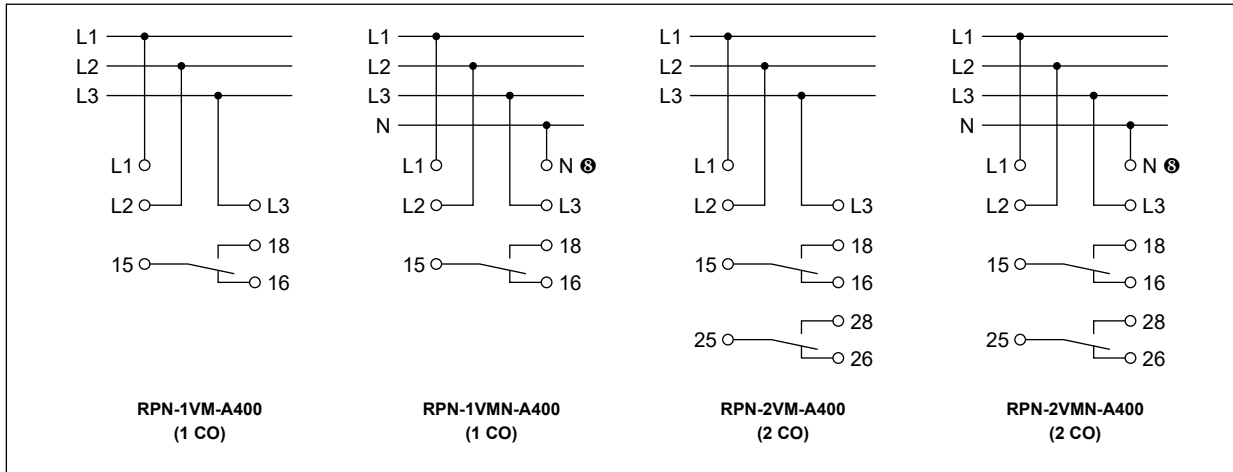 L1
L2
L3
L1
L2
L3
15
18
16
RPN-1VM-A400
(1 CO)
L1
L2
L3
N
L1
N ❽
L2
L3
15
18
16
RPN-1VMN-A400
(1 CO)
L1
L2
L3
L1
L2
L3
15
18
16
25
28
26
RPN-2VM-A400
(2 CO)
L1
L2
L3
N
L1
N ❽
L2
L3
15
18
16
25
28
26
RPN-2VMN-A400
(2 CO)